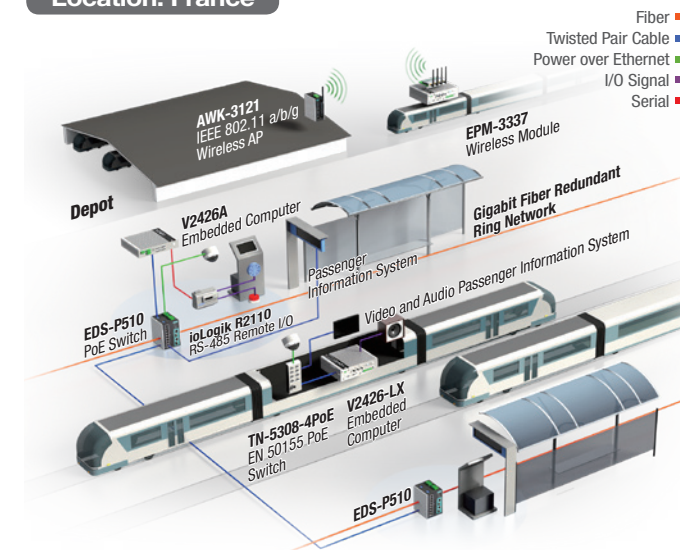 Location: France
Fiber
Twisted Pair Cable
Power over Ethernet
I/O Signal
Serial
AWK-3121
IEEE 802.11 a/b/g
Wireless AP
EPM-3337
Wireless Module
Depot
V2426A
Embedded Computer
Gigabit Fiber Redundant
Ring Network
Passenger
Information System
EDS-P510
PoE Switch
ioLogik R2110
RS-485 Remote I/O
Video and Audio Passenger Information System
TN-5308-4PoE
EN 50155 PoE
Switch
V2426-LX
Embedded
Computer
EDS-P510